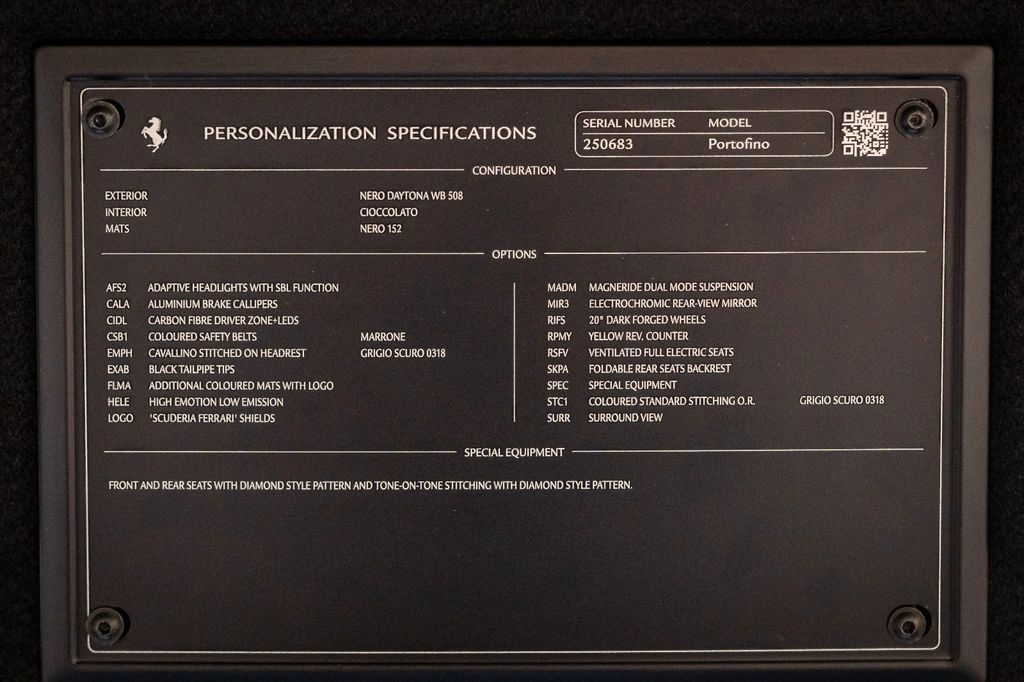 PERSONALIZATION SPECIFICATIONS
SERIAL NUMBER MODEL
250683 Portofino
CONFIGURATION
EXTERIOR NERO DAYTONA WB 508
INTERIOR CIOCCOLATO
MATS NERO 152
OPTIONS
AFS2 ADAPTIVE HEADLIGHTS WITH SBL FUNCTION
CALA ALUMINIUM BRAKE CALLIPERS
CIDL CARBON FIBRE DRIVER ZONE+LEDS
CSB1 COLOURED SAFETY BELTS MARRONE
EMPH CAVALLINO STITCHED ON HEADREST GRIGIO SCURO 0318
EXAB BLACK TAILPIPE TIPS
FLMA ADDITIONAL COLOURED MATS WITH LOGO
HELE HIGH EMOTION LOW EMISSION
LOGO 'SCUDERIA FERRARI' SHIELDS
MADM MAGNERIDE DUAL MODE SUSPENSION
MIR3 ELECTROCHROMIC REAR-VIEW MIRROR
RIFS 20" DARK FORGED WHEELS
RPMY YELLOW REV. COUNTER
RSFV VENTILATED FULL ELECTRIC SEATS
SKPA FOLDABLE REAR SEATS BACKREST
SPEC SPECIAL EQUIPMENT
STC1 COLOURED STANDARD STITCHING O.R. GRIGIO SCURO 0318
SURR SURROUND VIEW
SPECIAL EQUIPMENT
FRONT AND REAR SEATS WITH DIAMOND STYLE PATTERN AND TONE-ON-TONE STITCHING WITH DIAMOND STYLE PATTERN.